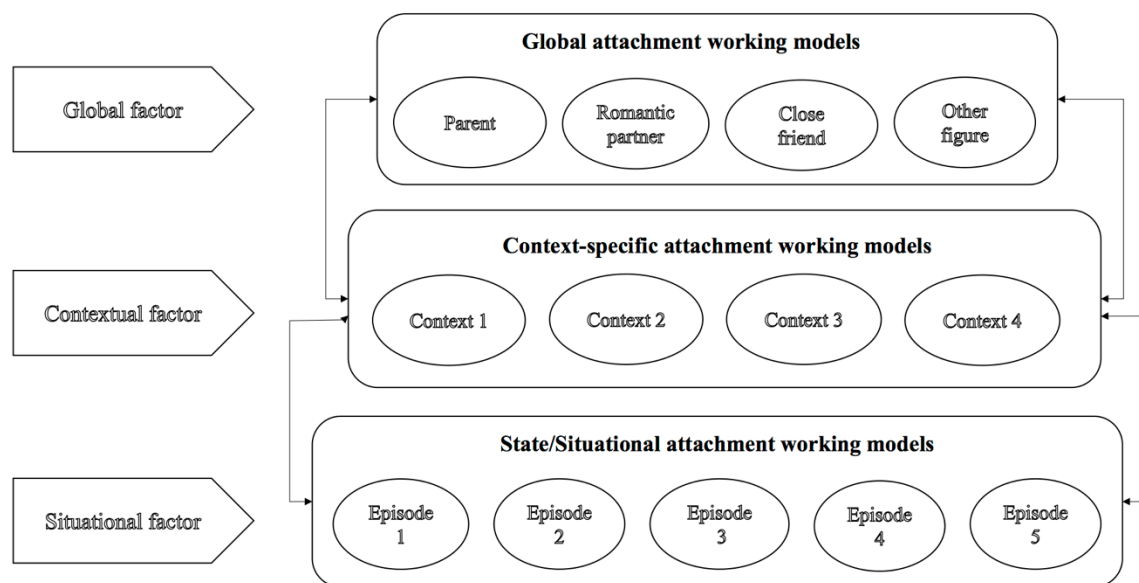 Global attachment working models
Global factor
Parent
Romantic
partner
Close
friend
Other
figure
Context-specific attachment working models
Contextual factor
Context 1
Context 2
Context 3
Context 4
State/Situational attachment working models
Situational factor
Episode
1
Episode
2
Episode
3
Episode
4
Episode
5